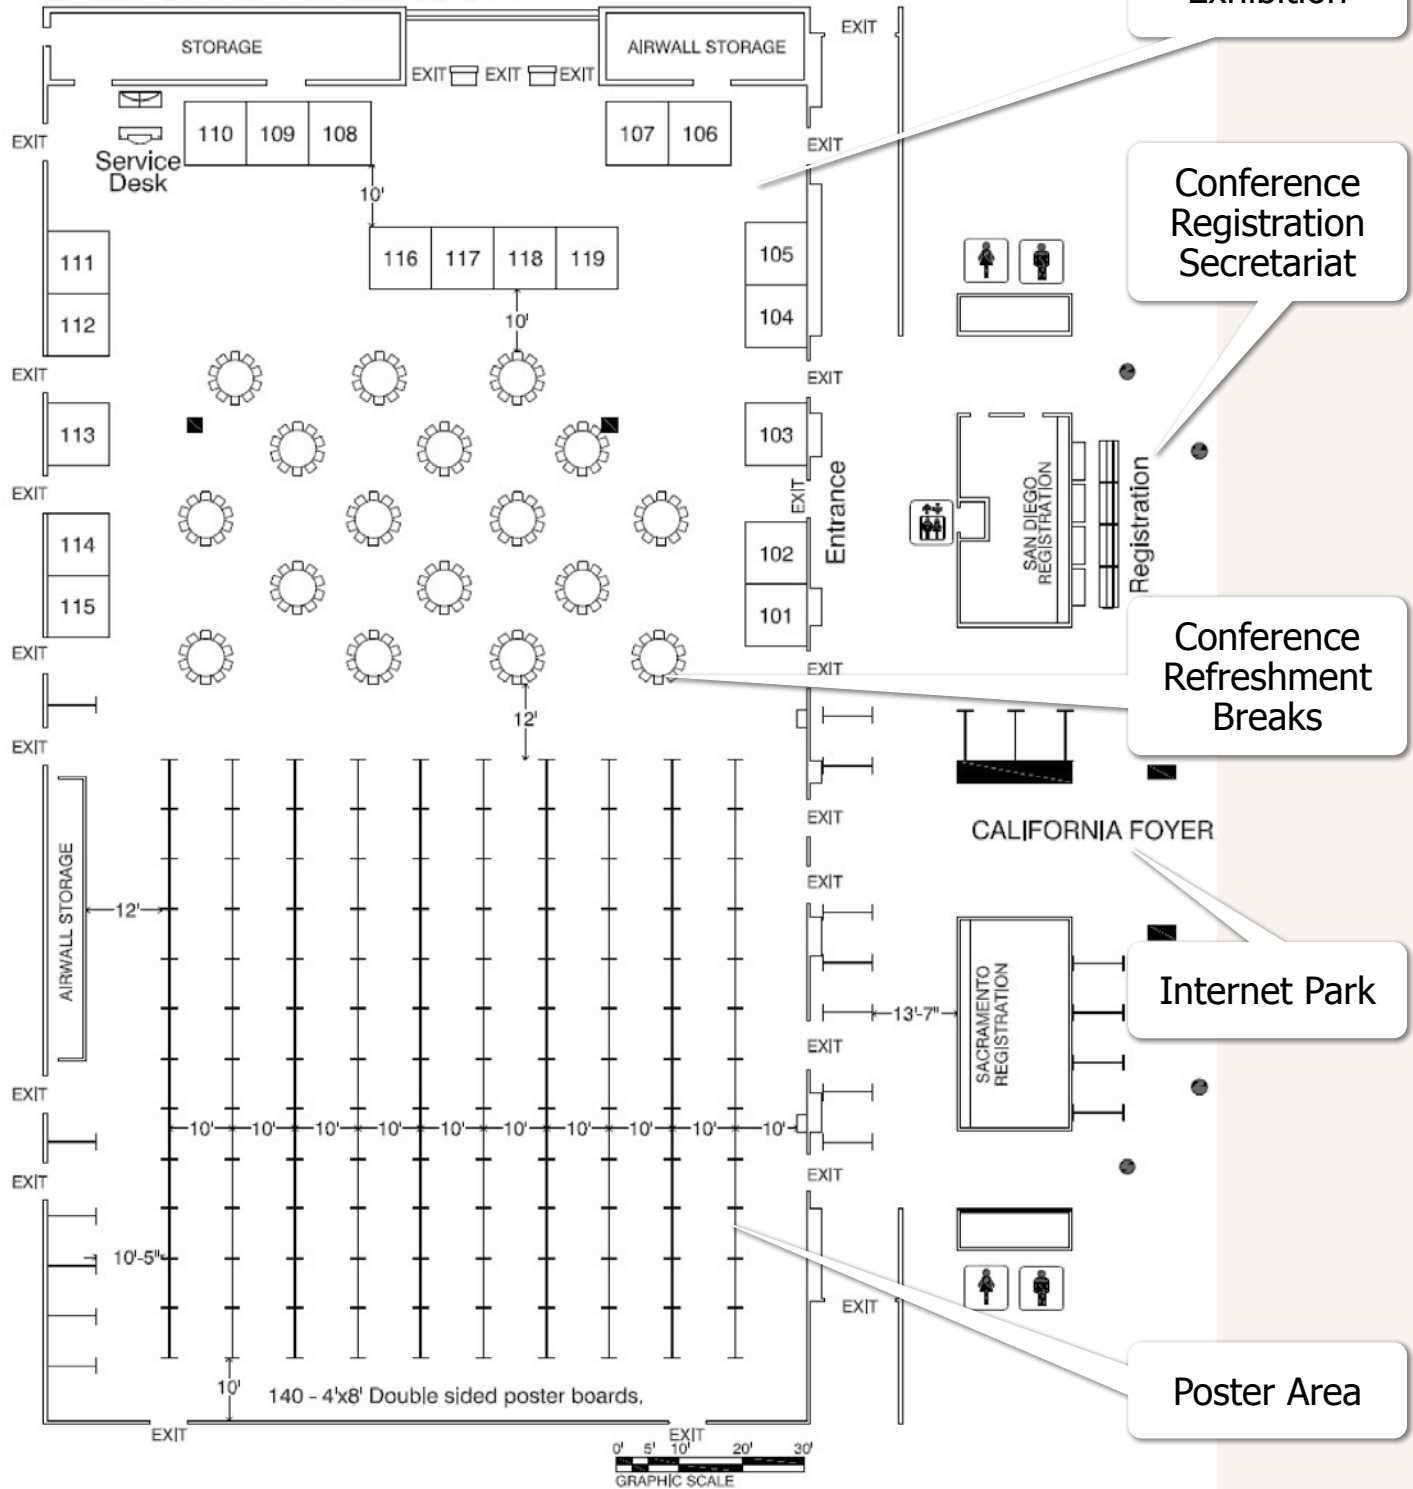 Exhibition
EXIT
STORAGE
AIRWALL STORAGE
EXIT EXIT EXIT
110 109 108
107 106
EXIT
EXIT
Service
Desk
10'
Conference
Registration
Secretariat
111
116 117 118 119
105
112
104
10'
EXIT
EXIT
113
103
EXIT
EXIT
Entrance
SAN DIEGO
REGISTRATION
Registration
114
102
115
101
EXIT
EXIT
Conference
Refreshment
Breaks
12'
EXIT
EXIT
CALIFORNIA FOYER
AIRWALL STORAGE
12'
EXIT
Internet Park
13'-7"
SACRAMENTO
REGISTRATION
EXIT
EXIT
10' 10' 10' 10' 10' 10' 10' 10' 10' 10'
EXIT
EXIT
10'-5"
EXIT
10'
140 - 4'x8' Double sided poster boards.
Poster Area
EXIT
EXIT
0' 5' 10' 20' 30'
GRAPHIC SCALE